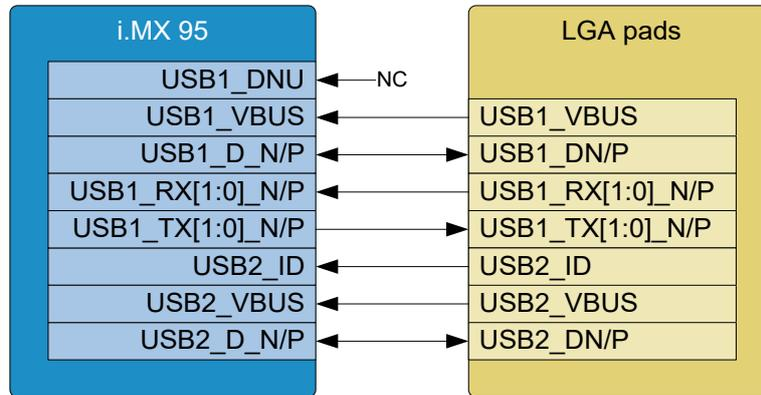 i.MX 95
LGA pads
USB1_DNU
NC
USB1_VBUS
USB1_VBUS
USB1_D_N/P
USB1_DN/P
USB1_RX[1:0]_N/P
USB1_RX[1:0]_N/P
USB1_TX[1:0]_N/P
USB1_TX[1:0]_N/P
USB2_ID
USB2_ID
USB2_VBUS
USB2_VBUS
USB2_D_N/P
USB2_DN/P